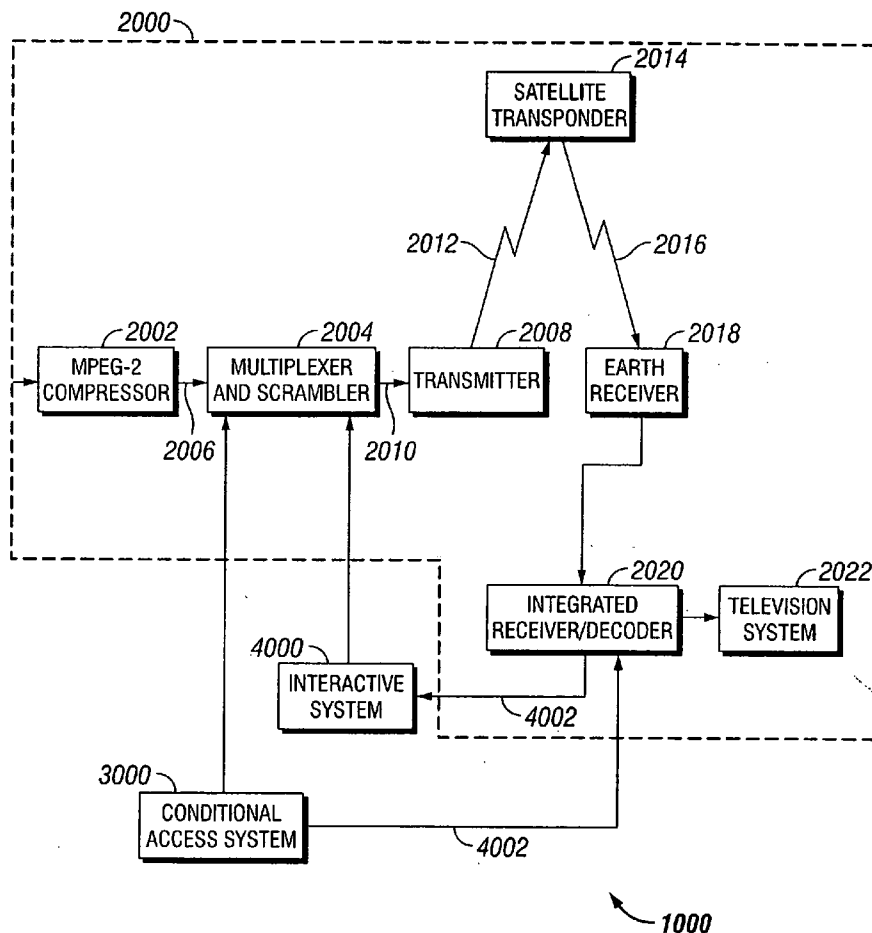 2000
2014
SATELLITE
TRANSPONDER
2012
2016
2002
2004
2008
2018
MPEG-2
COMPRESSOR
MULTIPLEXER
AND SCRAMBLER
TRANSMITTER
EARTH
RECEIVER
2006
2010
2020
2022
INTEGRATED
RECEIVER/DECODER
TELEVISION
SYSTEM
4000
INTERACTIVE
SYSTEM
4002
3000
CONDITIONAL
ACCESS SYSTEM
4002
1000